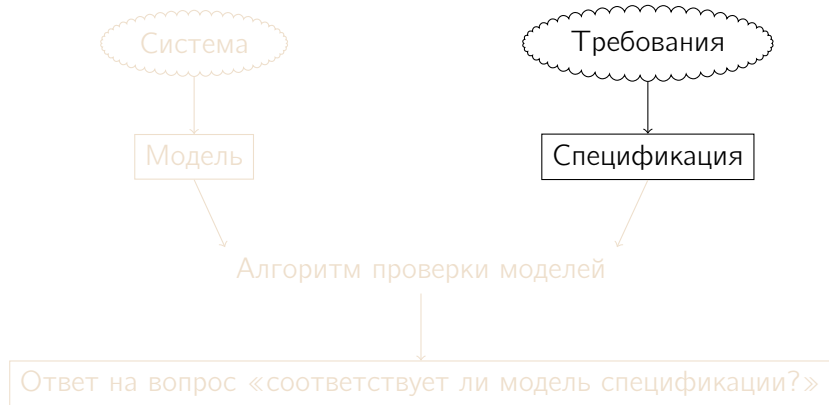 Система
Требования
Модель
Спецификация
Алгоритм проверки моделей
Ответ на вопрос «соответствует ли модель спецификации?»